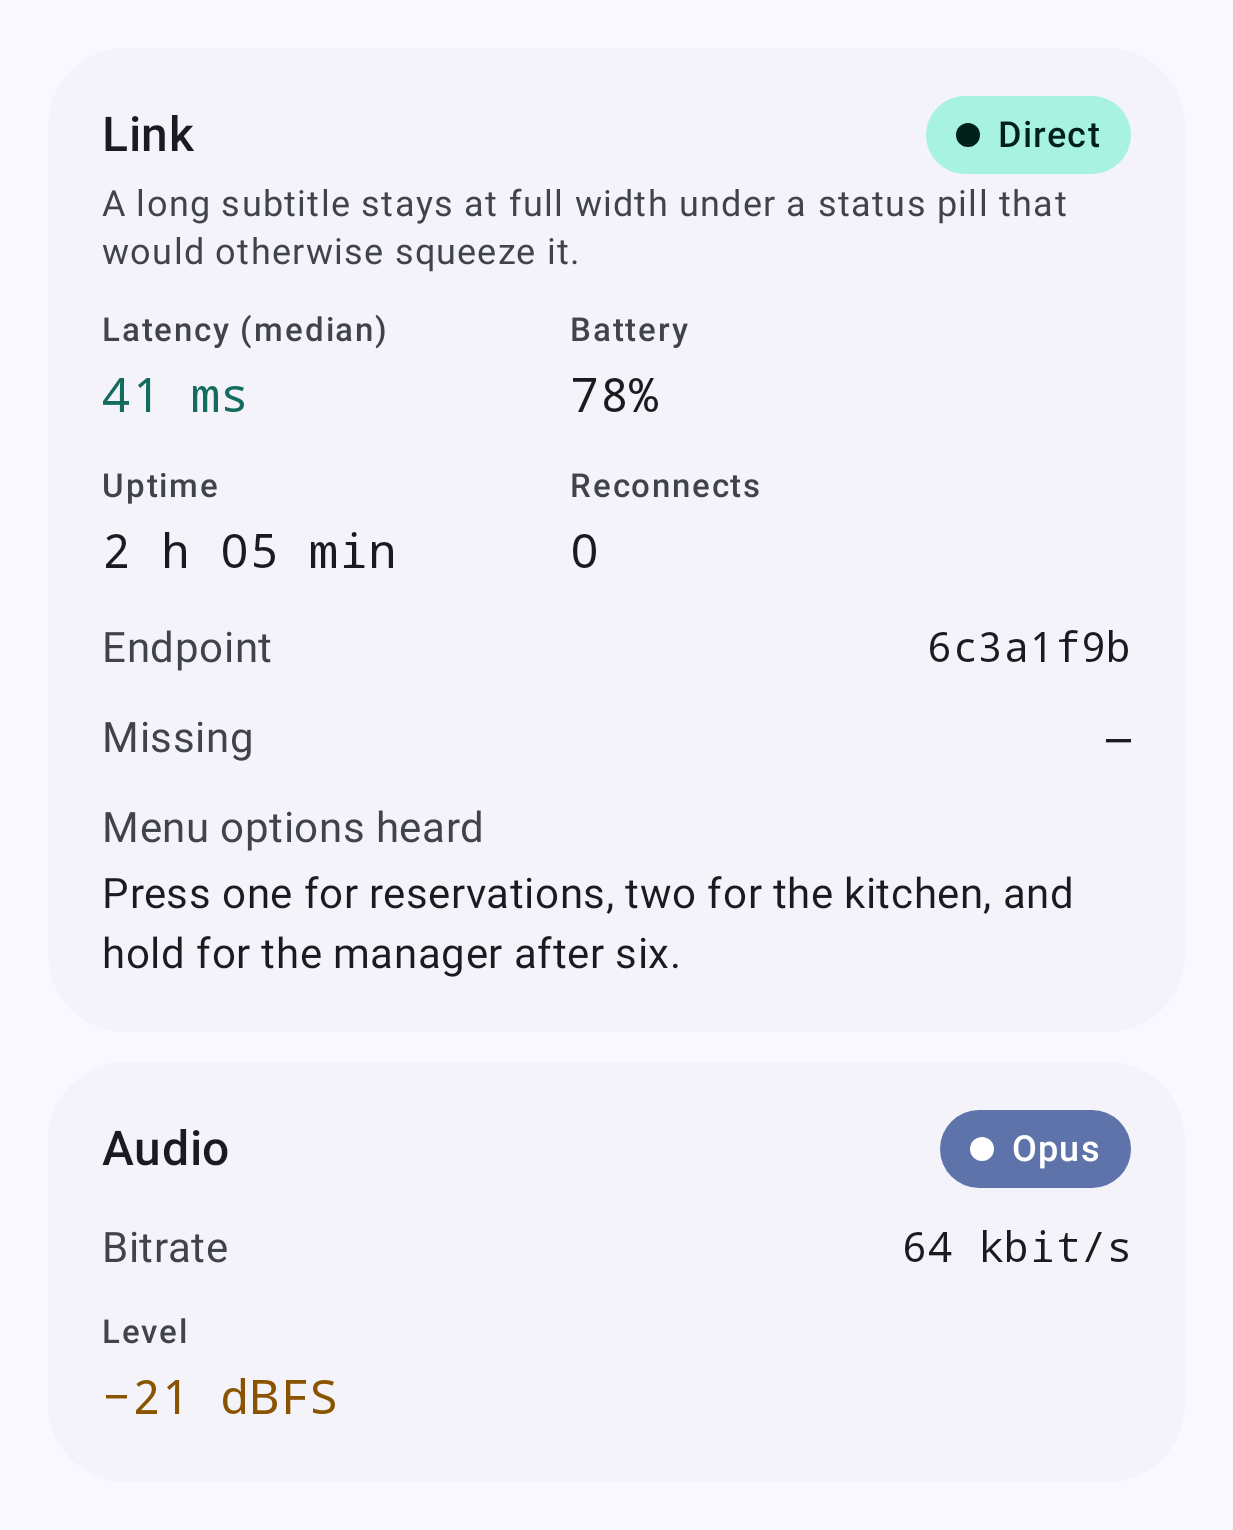 Link
Direct
A long subtitle stays at full width under a status pill that
would otherwise squeeze it.
Latency (median)
Battery
41 ms
78%
Uptime
Reconnects
2 h 05 min
0
Endpoint
6c3a1f9b
Missing
—
Menu options heard
Press one for reservations, two for the kitchen, and
hold for the manager after six.
Audio
Opus
Bitrate
64 kbit/s
Level
−21 dBFS